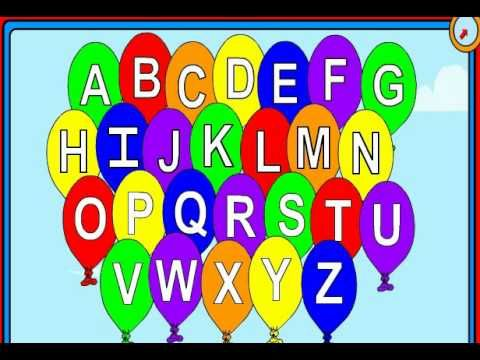 A B C D E F G
H I J K L M N
O P Q R S T U
V W X Y Z